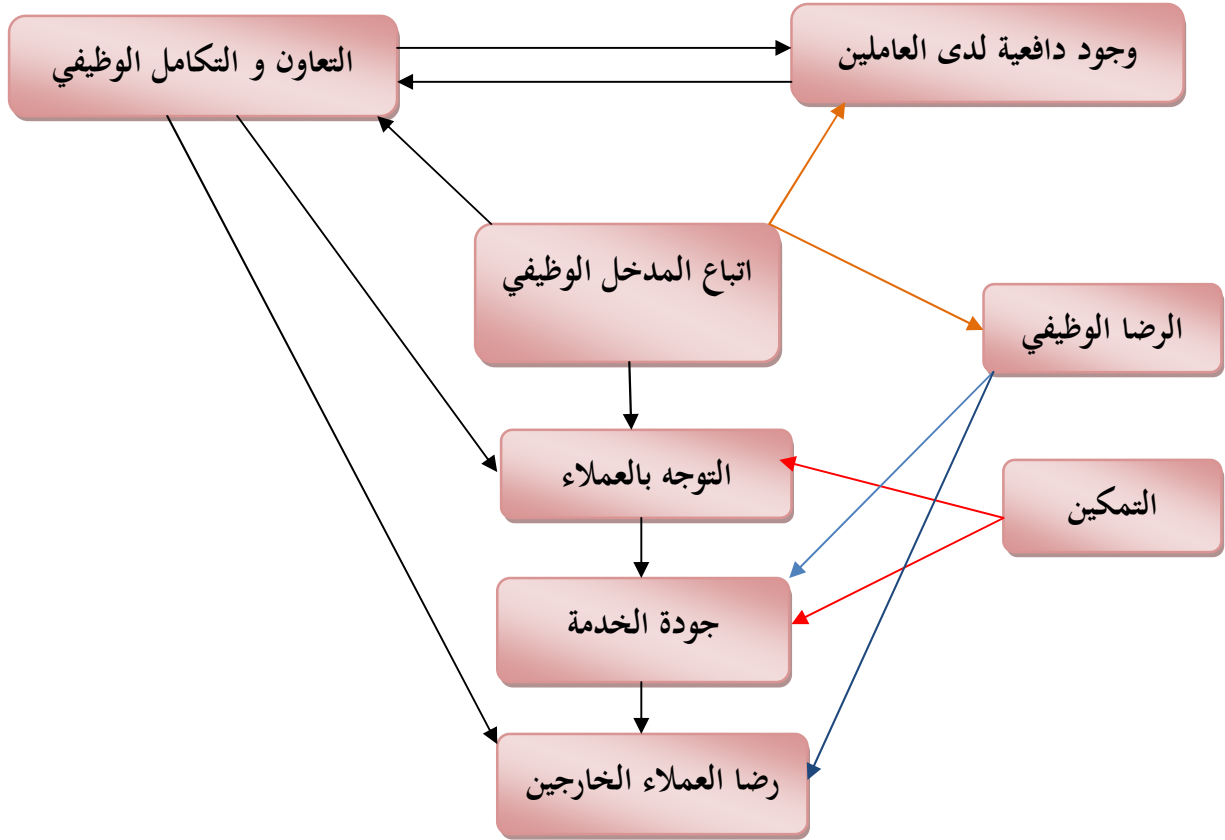 وجود دافعية لدى العاملين
التعاون و التكامل الوظيفي
اتباع المدخل الوظيفي
الرضا الوظيفي
التوجه بالعملاء
التمكين
جودة الخدمة
رضا العملاء الخارجين